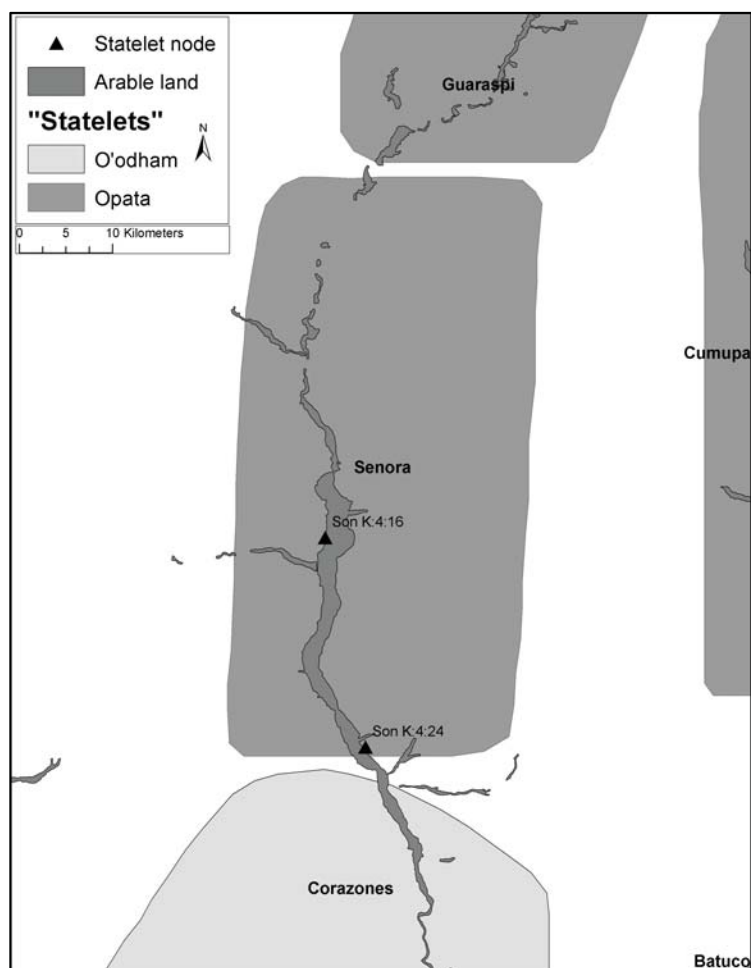 Statelet node
Arable land
"Statelets"
N
O'odham
Opata
0 5 10 Kilometers
Guaraspi
Cumupa
Senora
Son K:4:16
Son K:4:24
Corazones
Batuco